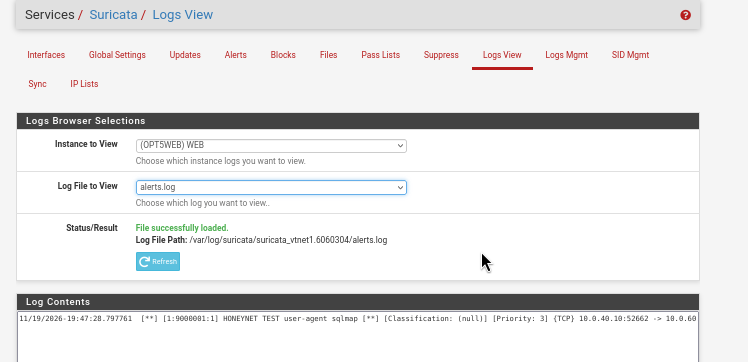 Services / Suricata / Logs View
Interfaces Global Settings Updates Alerts Blocks Files Pass Lists Suppress Logs View Logs Mgmt SID Mgmt
Sync IP Lists
Logs Browser Selections
Instance to View (OPT5WEB) WEB
Choose which instance logs you want to view.
Log File to View alerts.log
Choose which log you want to view..
Status/Result File successfully loaded.
Log File Path: /var/log/suricata/suricata_vtnet1.6060304/alerts.log
Refresh
Log Contents
11/19/2026-19:47:28.797761 [**] [1:9000001:1] HONEYNET TEST user-agent sqlmap [**] [Classification: (null)] [Priority: 3] {TCP} 10.0.40.10:52662 -> 10.0.60